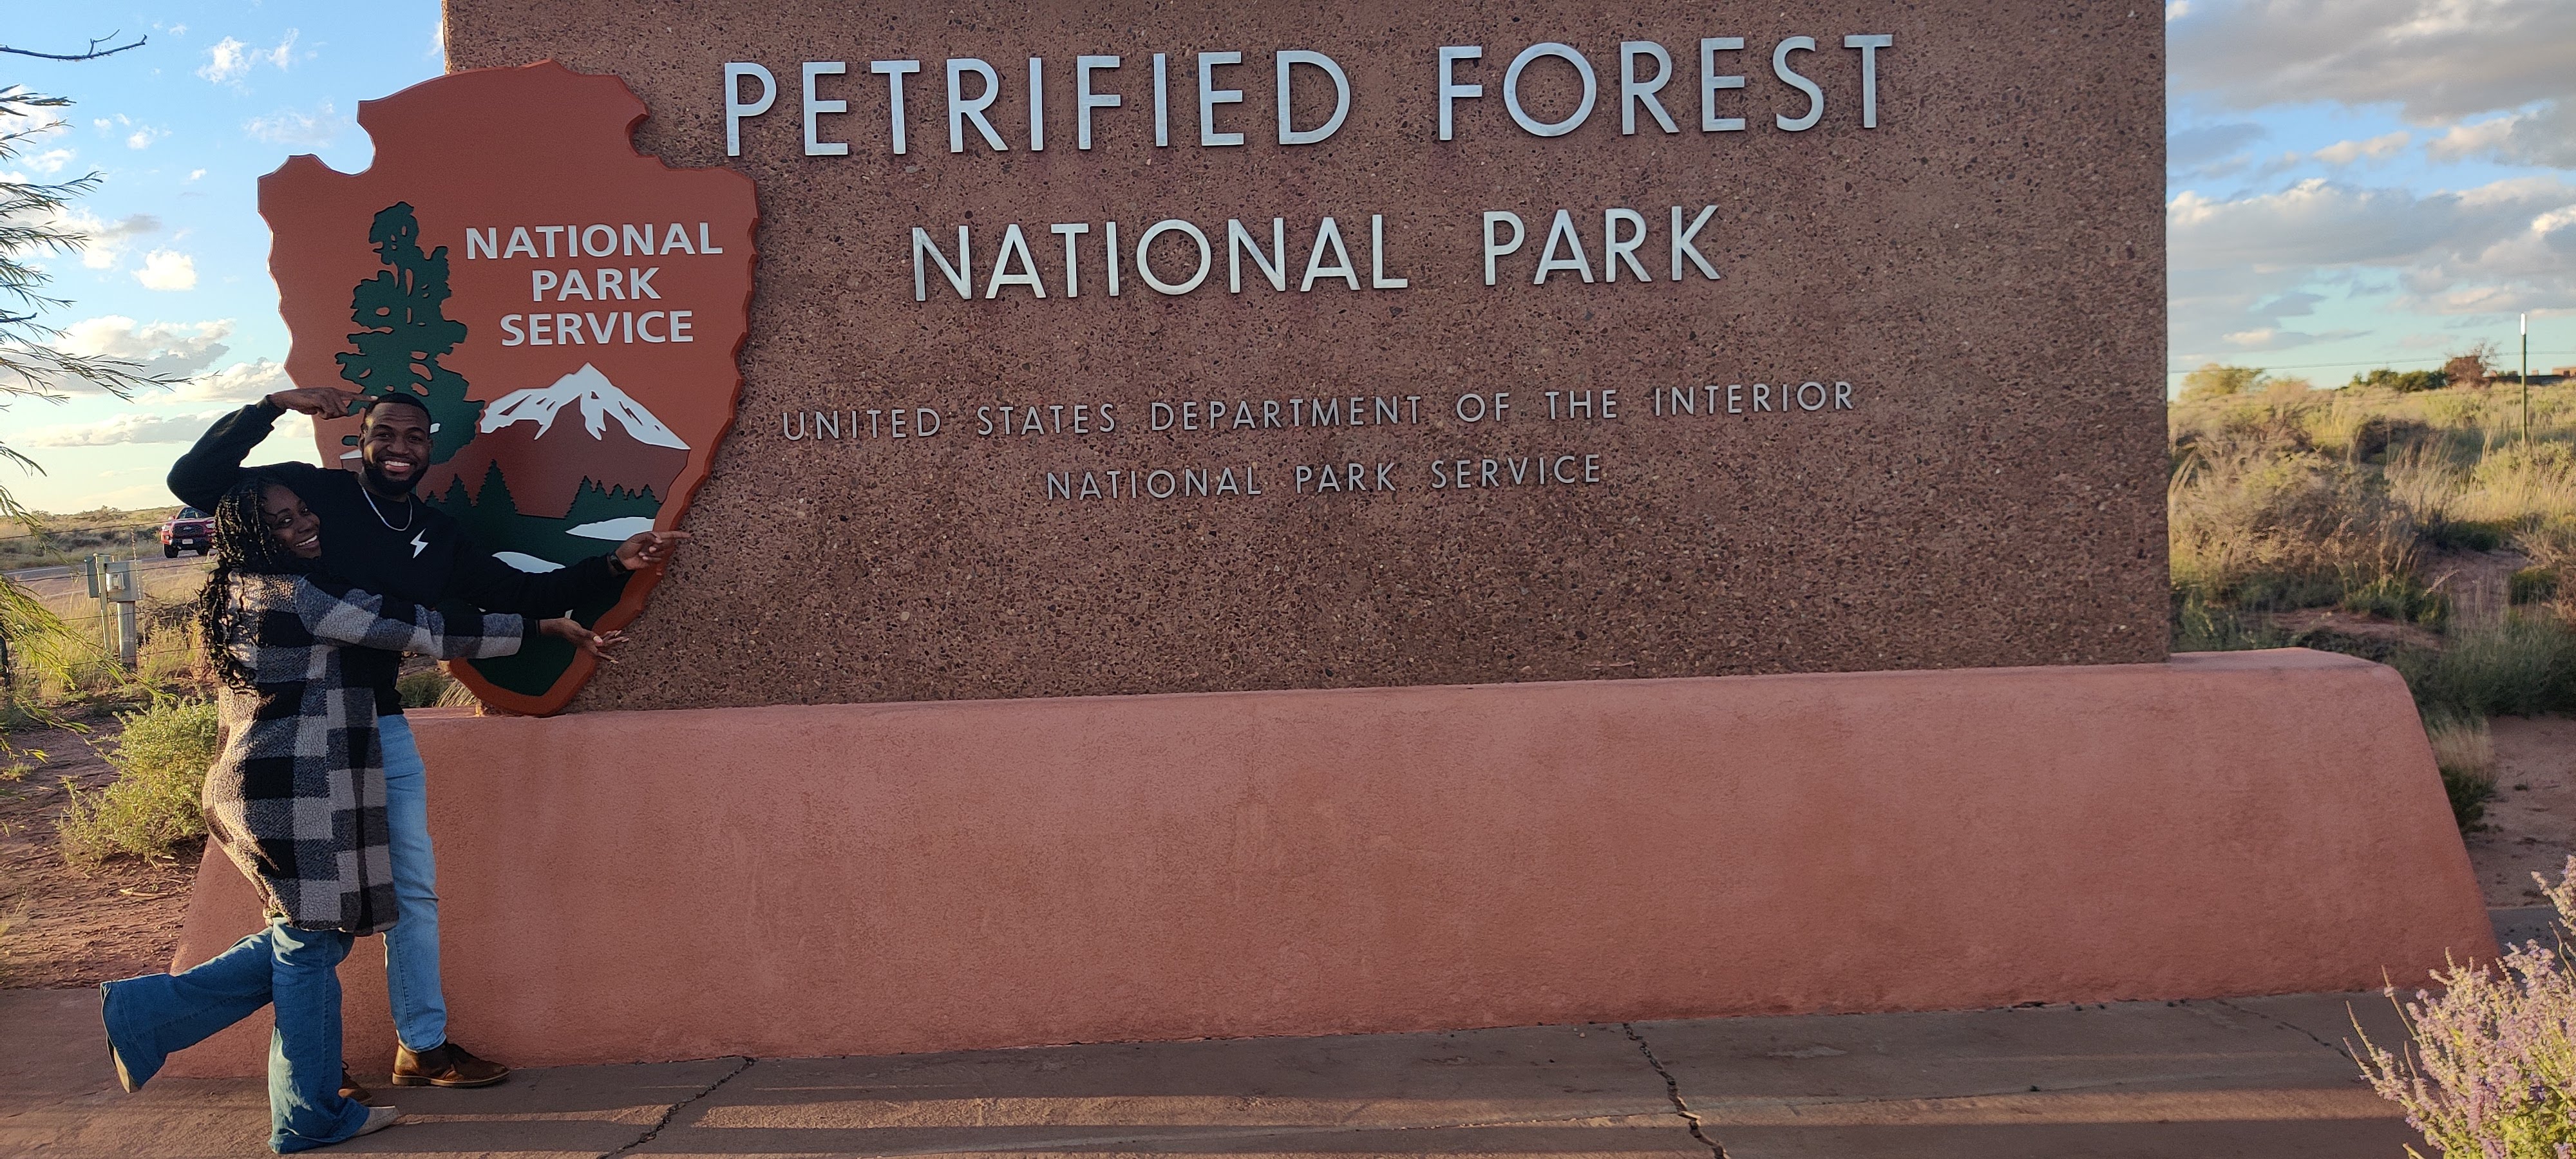 NATIONAL
PARK
SERVICE
PETRIFIED FOREST
NATIONAL PARK
UNITED STATES DEPARTMENT OF THE INTERIOR
NATIONAL PARK SERVICE